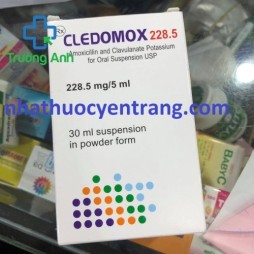 Trường Anh
CLEDOMOX 228.5
Amoxicillin and Clavulanate Potassium
for Oral Suspension USP
228.5 mg/5 ml
nhathuocyentrang.com
30 ml suspension
in powder form